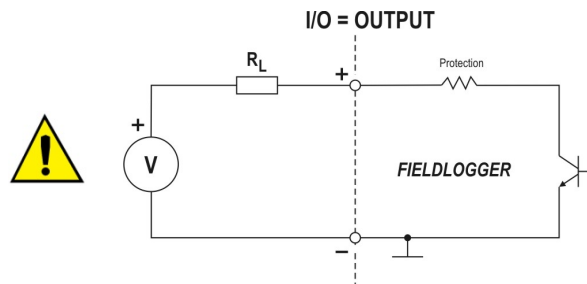 I/O = OUTPUT
RL
+
Protection
+
V
FIELDLOGGER
−
!